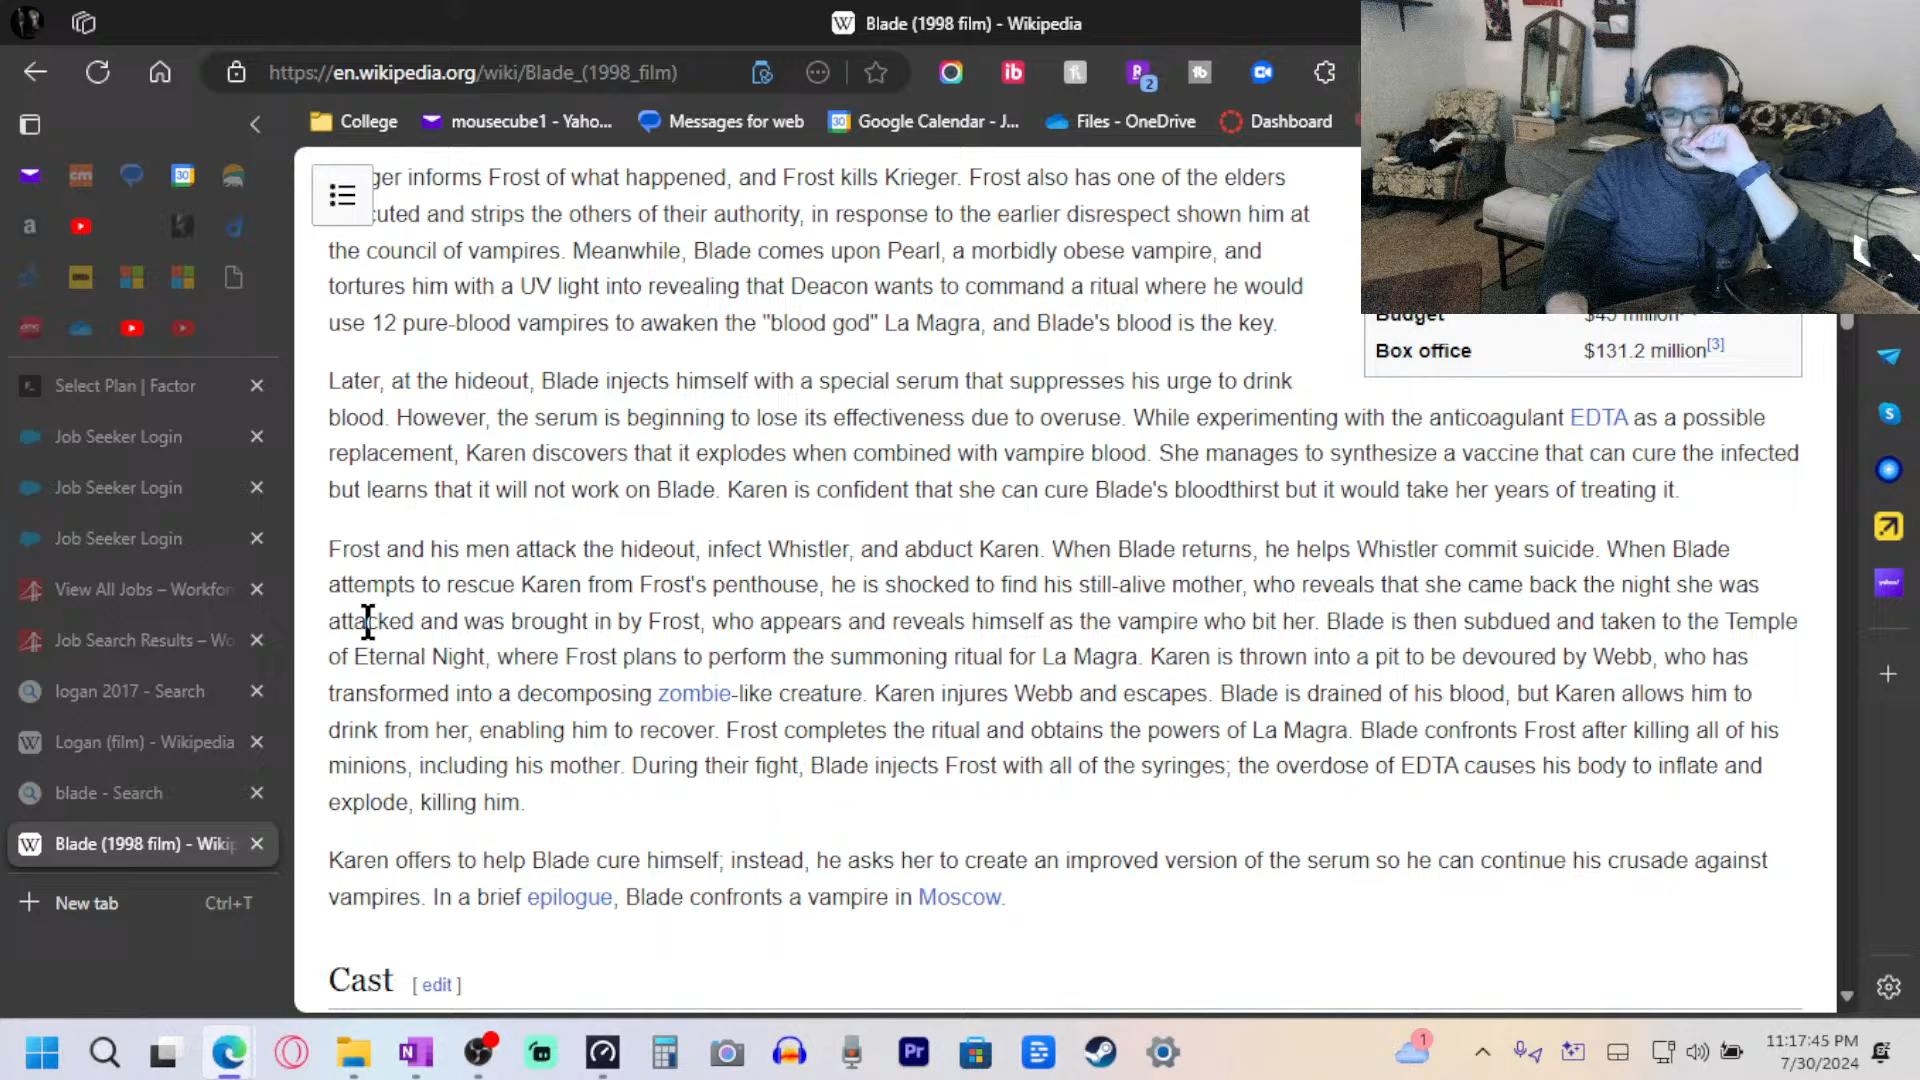 Blade (1998 film) - Wikipedia
https://en.wikipedia.org/wiki/Blade_(1998_film)
2
College
mousecube1 - Yaho...
Messages for web
Google Calendar - J...
Files - OneDrive
Dashboard
ger informs Frost of what happened, and Frost kills Krieger. Frost also has one of the elders
cuted and strips the others of their authority, in response to the earlier disrespect shown him at
the council of vampires. Meanwhile, Blade comes upon Pearl, a morbidly obese vampire, and
tortures him with a UV light into revealing that Deacon wants to command a ritual where he would
use 12 pure-blood vampires to awaken the "blood god" La Magra, and Blade's blood is the key.
Budget
Box office $131.2 million[3]
Later, at the hideout, Blade injects himself with a special serum that suppresses his urge to drink
blood. However, the serum is beginning to lose its effectiveness due to overuse. While experimenting with the anticoagulant EDTA as a possible
replacement, Karen discovers that it explodes when combined with vampire blood. She manages to synthesize a vaccine that can cure the infected
but learns that it will not work on Blade. Karen is confident that she can cure Blade's bloodthirst but it would take her years of treating it.
Frost and his men attack the hideout, infect Whistler, and abduct Karen. When Blade returns, he helps Whistler commit suicide. When Blade
attempts to rescue Karen from Frost's penthouse, he is shocked to find his still-alive mother, who reveals that she came back the night she was
attacked and was brought in by Frost, who appears and reveals himself as the vampire who bit her. Blade is then subdued and taken to the Temple
of Eternal Night, where Frost plans to perform the summoning ritual for La Magra. Karen is thrown into a pit to be devoured by Webb, who has
transformed into a decomposing zombie-like creature. Karen injures Webb and escapes. Blade is drained of his blood, but Karen allows him to
drink from her, enabling him to recover. Frost completes the ritual and obtains the powers of La Magra. Blade confronts Frost after killing all of his
minions, including his mother. During their fight, Blade injects Frost with all of the syringes; the overdose of EDTA causes his body to inflate and
explode, killing him.
Karen offers to help Blade cure himself; instead, he asks her to create an improved version of the serum so he can continue his crusade against
vampires. In a brief epilogue, Blade confronts a vampire in Moscow.
Cast [ edit ]
Select Plan | Factor
Job Seeker Login
Job Seeker Login
Job Seeker Login
View All Jobs – Workfor
Job Search Results – Wo
logan 2017 - Search
Logan (film) - Wikipedia
blade - Search
Blade (1998 film) - Wikip
New tab Ctrl+T
1
11:17:45 PM
7/30/2024